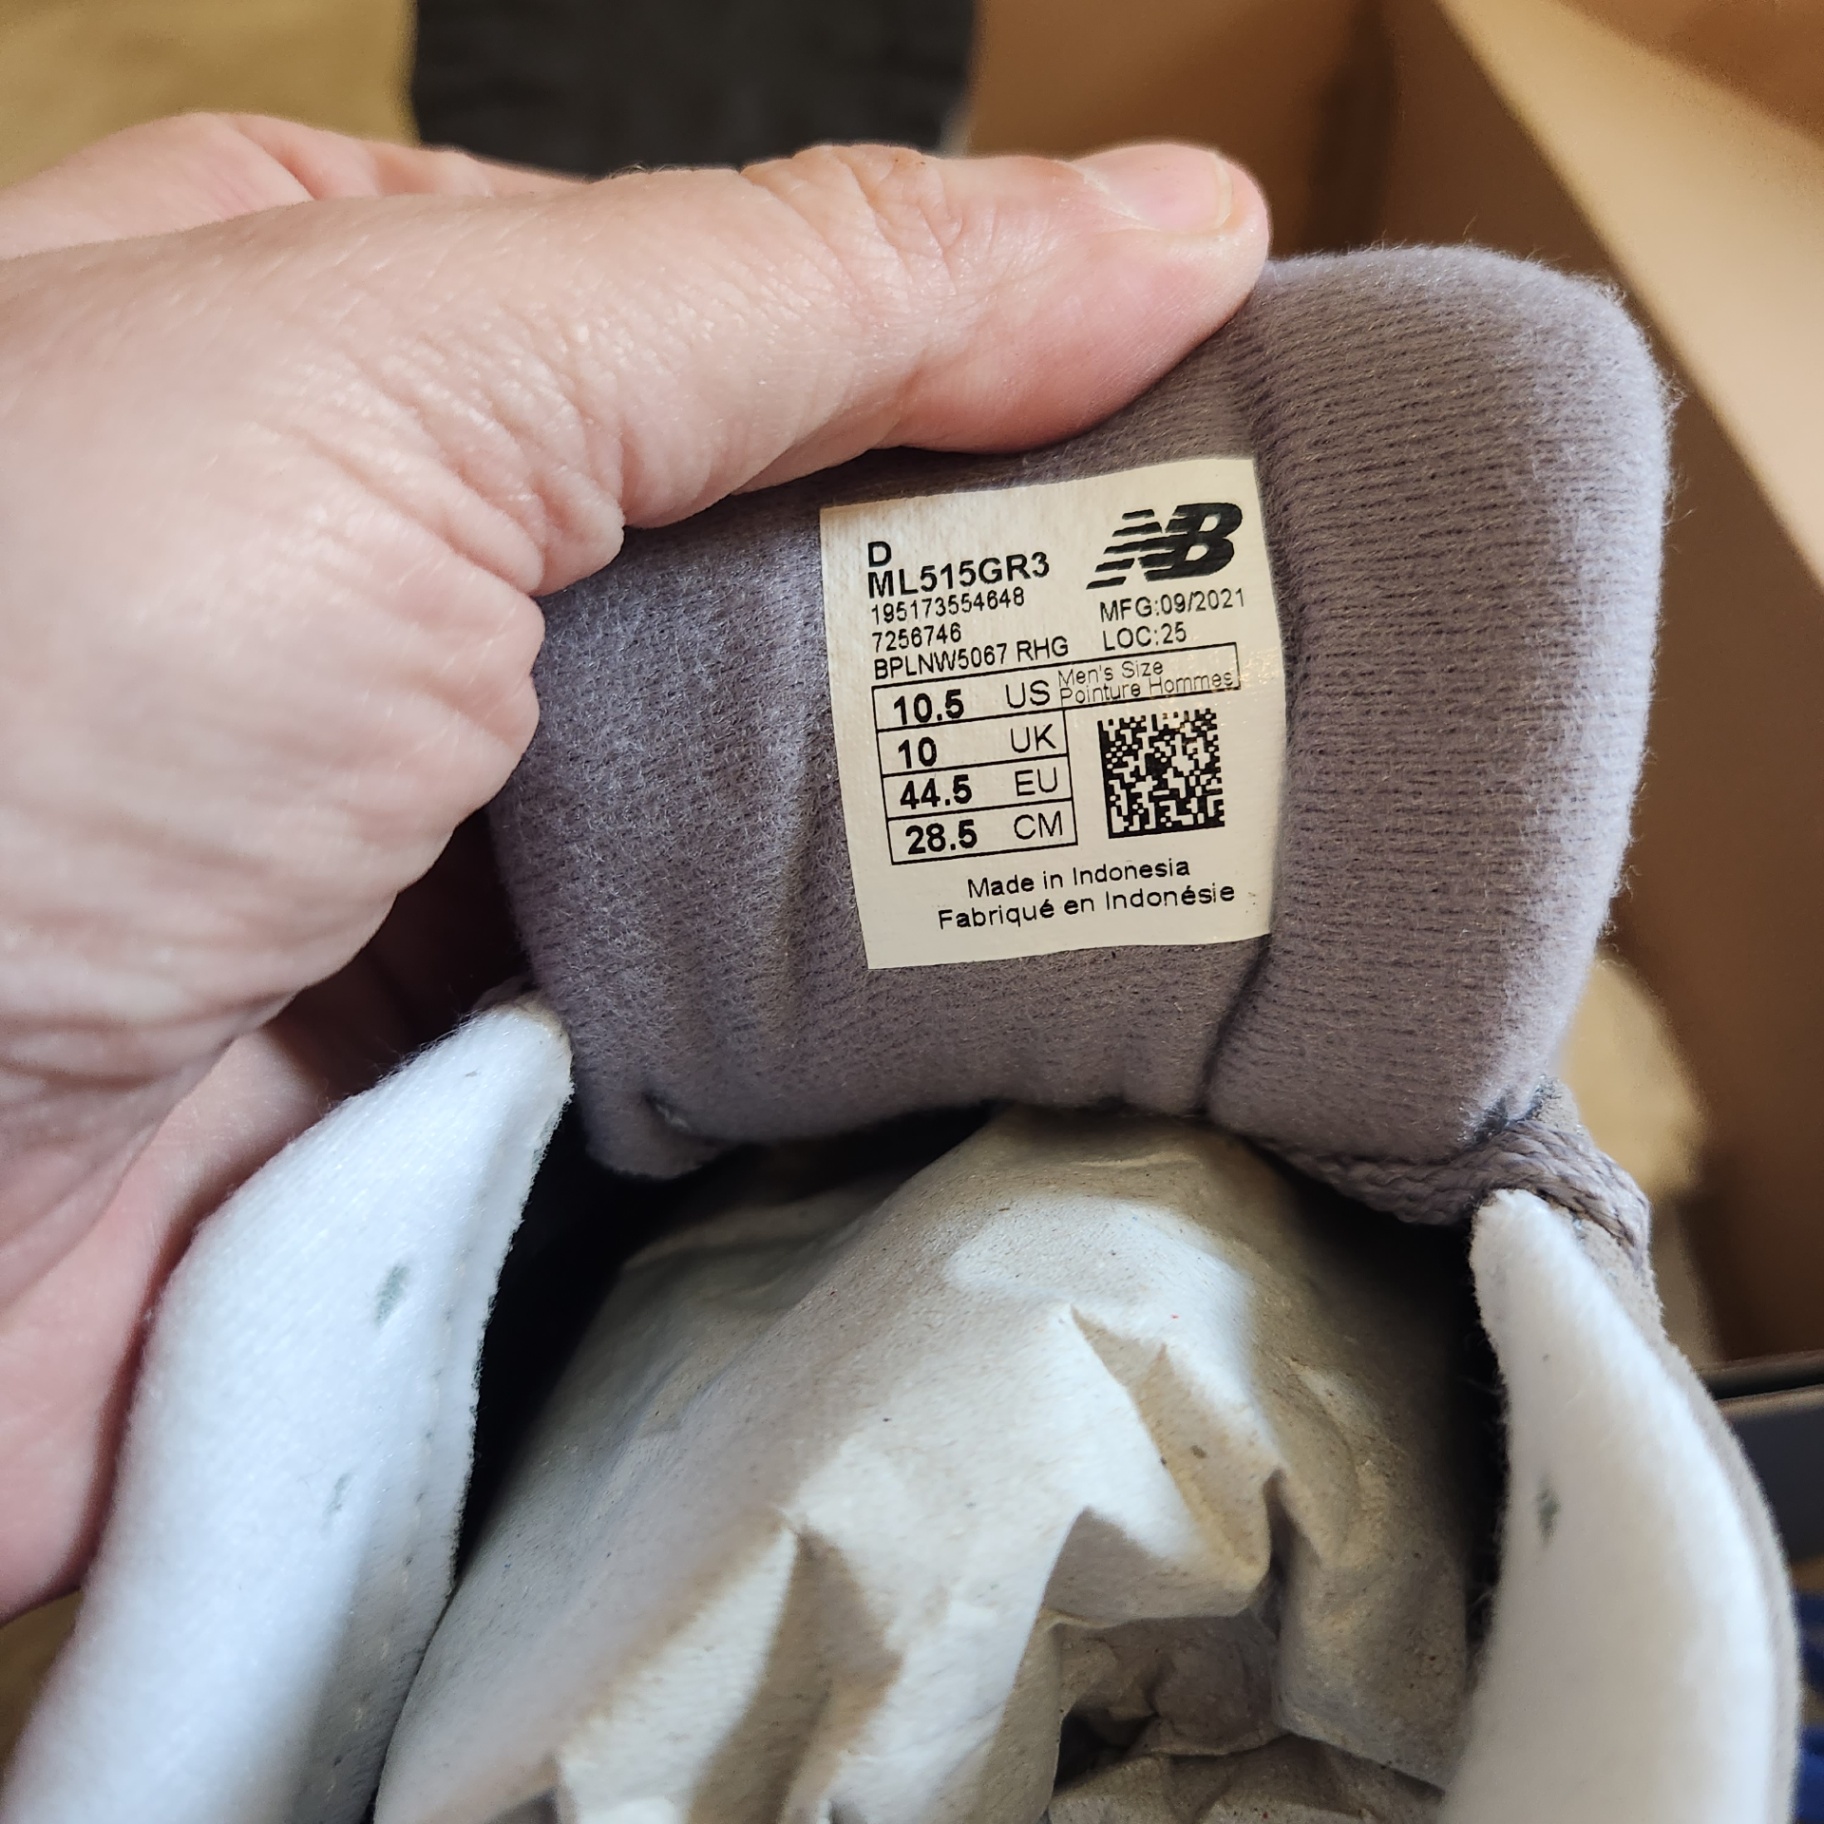 D
NB
ML515GR3
195173554648
MFG:09/2021
7256746
LOC:25
BPLNW5067 RHG
10.5 US Men's Size
Pointure Hommes
10 UK
44.5 EU
28.5 CM
Made in Indonesia
Fabriqué en Indonésie